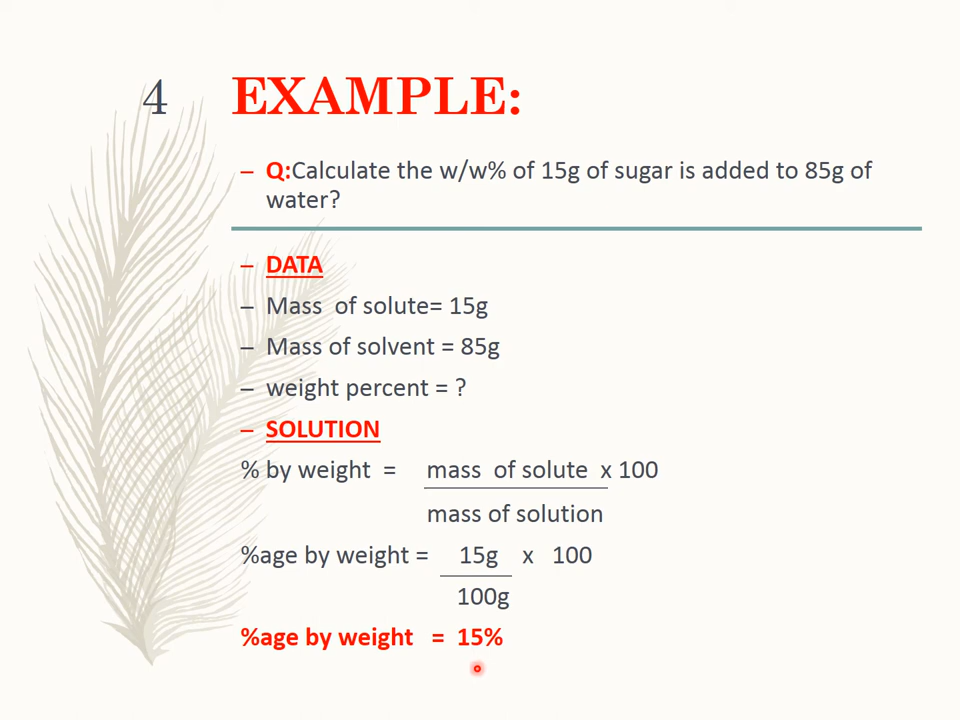 4 EXAMPLE:
– Q:Calculate the w/w% of 15g of sugar is added to 85g of
water?
– DATA
– Mass of solute= 15g
– Mass of solvent = 85g
– weight percent = ?
– SOLUTION
% by weight = mass of solute x 100
mass of solution
%age by weight = 15g x 100
100g
%age by weight = 15%